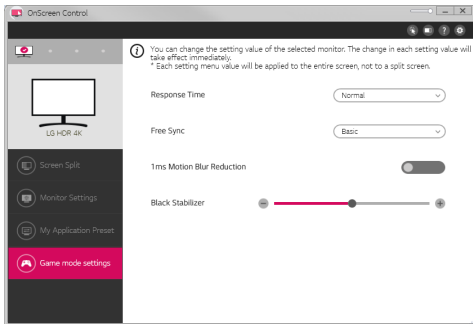 OnScreen Control
You can change the setting value of the selected monitor. The change in each setting value will
take effect immediately.
* Each setting menu value will be applied to the entire screen, not to a split screen.
LG HDR 4K
Response Time
Normal
Free Sync
Basic
1ms Motion Blur Reduction
Black Stabilizer
Screen Split
Monitor Settings
My Application Preset
Game mode settings